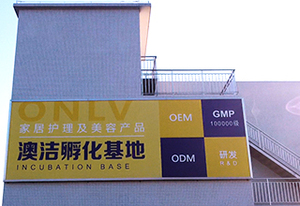 ONLV
家居护理及美容产品
澳洁孵化基地
INCUBATION BASE
OEM
GMP
100000级
ODM
研发
R&D